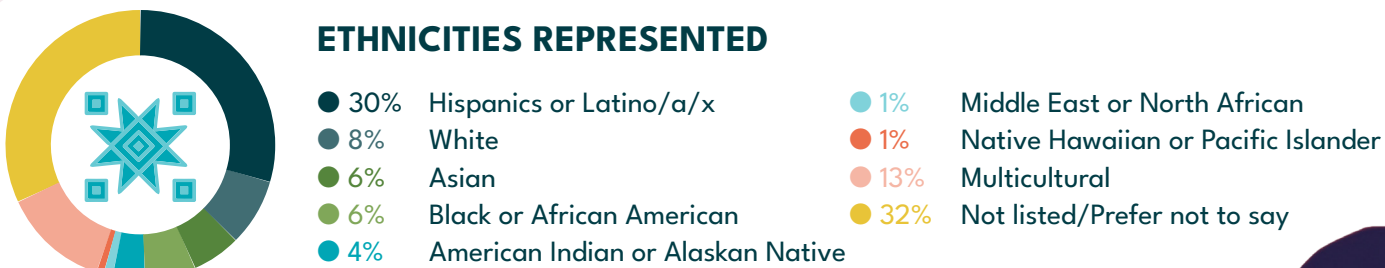 ETHNICITIES REPRESENTED
30% Hispanics or Latino/a/x
8% White
6% Asian
6% Black or African American
4% American Indian or Alaskan Native
1% Middle East or North African
1% Native Hawaiian or Pacific Islander
13% Multicultural
32% Not listed/Prefer not to say